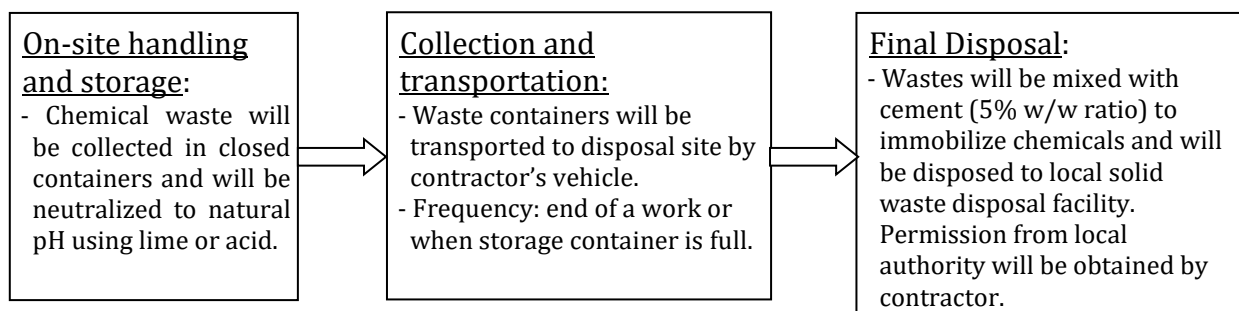 On-site handling
and storage:
- Chemical waste will
be collected in closed
containers and will be
neutralized to natural
pH using lime or acid.
Collection and
transportation:
- Waste containers will be
transported to disposal site by
contractor's vehicle.
- Frequency: end of a work or
when storage container is full.
Final Disposal:
- Wastes will be mixed with
cement (5% w/w ratio) to
immobilize chemicals and will
be disposed to local solid
waste disposal facility.
Permission from local
authority will be obtained by
contractor.